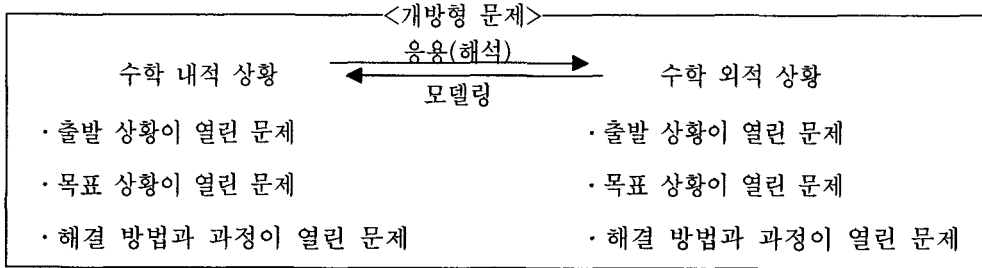 <개방형 문제>
응용(해석)
수학 내적 상황 수학 외적 상황
모델링
· 출발 상황이 열린 문제 · 출발 상황이 열린 문제
· 목표 상황이 열린 문제 · 목표 상황이 열린 문제
· 해결 방법과 과정이 열린 문제 · 해결 방법과 과정이 열린 문제